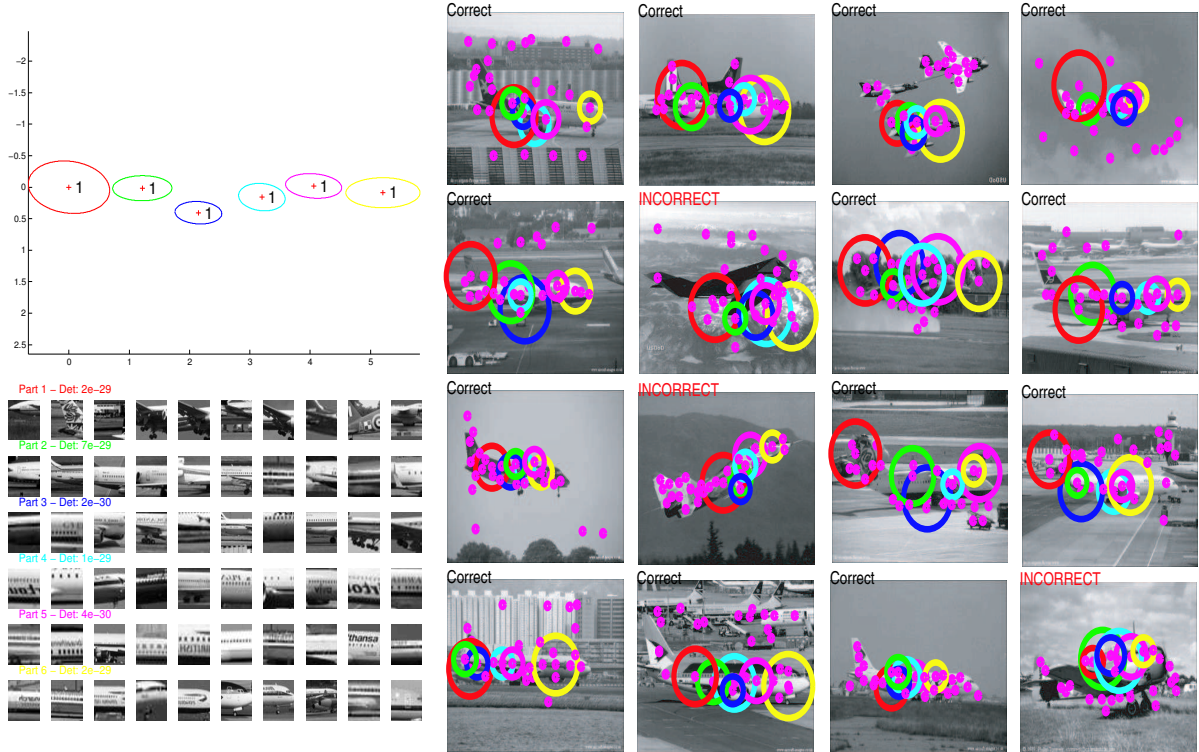 Correct
Correct
Correct
Correct
−2
−1.5
−1
−0.5
0
0.5
1
1.5
2
2.5
1
1
1
1
1
1
0
1
2
3
4
5
Correct
INCORRECT
Correct
Correct
Part 1 − Det: 2e−29
Part 2 − Det: 7e−29
Part 3 − Det: 2e−30
Part 4 − Det: 1e−29
Part 5 − Det: 4e−30
Part 6 − Det: 2e−29
Correct
INCORRECT
Correct
Correct
Correct
Correct
Correct
INCORRECT